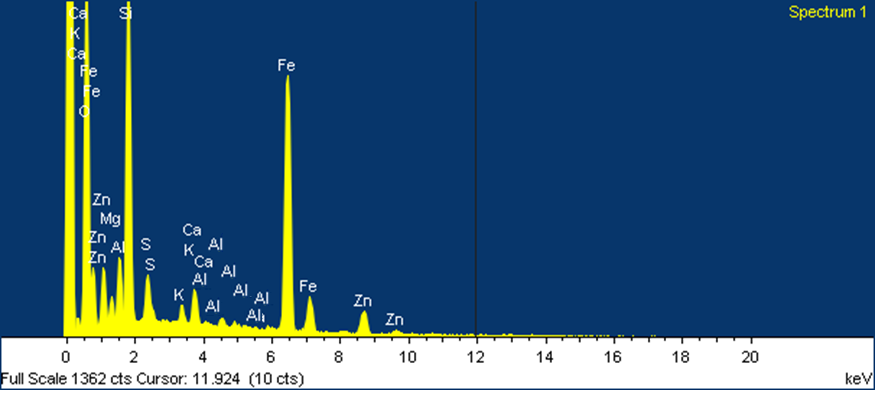 Spectrum 1
Ca
Si
K
Ca
Fe
Fe
O
Fe
Zn
Mg
Zn
Al
Zn
S
S
Ca
K
Al
Ca
Al
Al
K
Al
Al
Al
Al
Fe
Zn
Zn
0 2 4 6 8 10 12 14 16 18 20
Full Scale 1362 cts Cursor: 11.924 (10 cts) keV